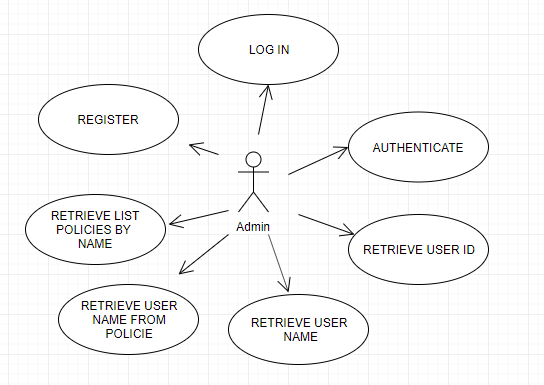 LOG IN
REGISTER
AUTHENTICATE
RETRIEVE LIST
POLICIES BY
NAME
Admin
RETRIEVE USER ID
RETRIEVE USER
NAME FROM
POLICIE
RETRIEVE USER
NAME